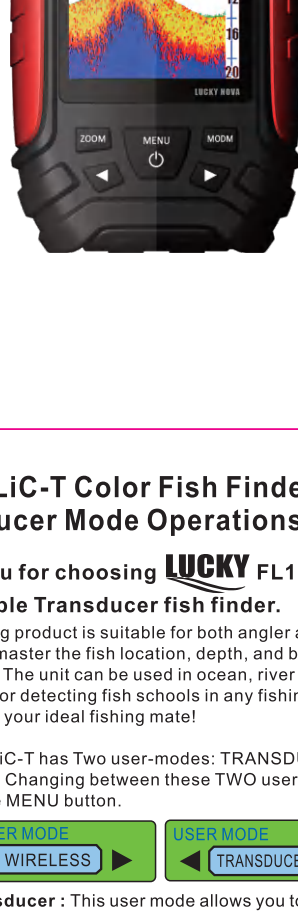 12
16
20
LUCKY NOVA
ZOOM
MENU
MODM
LiC-T Color Fish Finde
ucer Mode Operations
u for choosing LUCKY FL1
ble Transducer fish finder.
g product is suitable for both angler a
master the fish location, depth, and b
The unit can be used in ocean, river
or detecting fish schools in any fishin
your ideal fishing mate!
iC-T has Two user-modes: TRANSDU
Changing between these TWO user
e MENU button.
ER MODE
WIRELESS
USER MODE
TRANSDUCE
sducer : This user mode allows you to